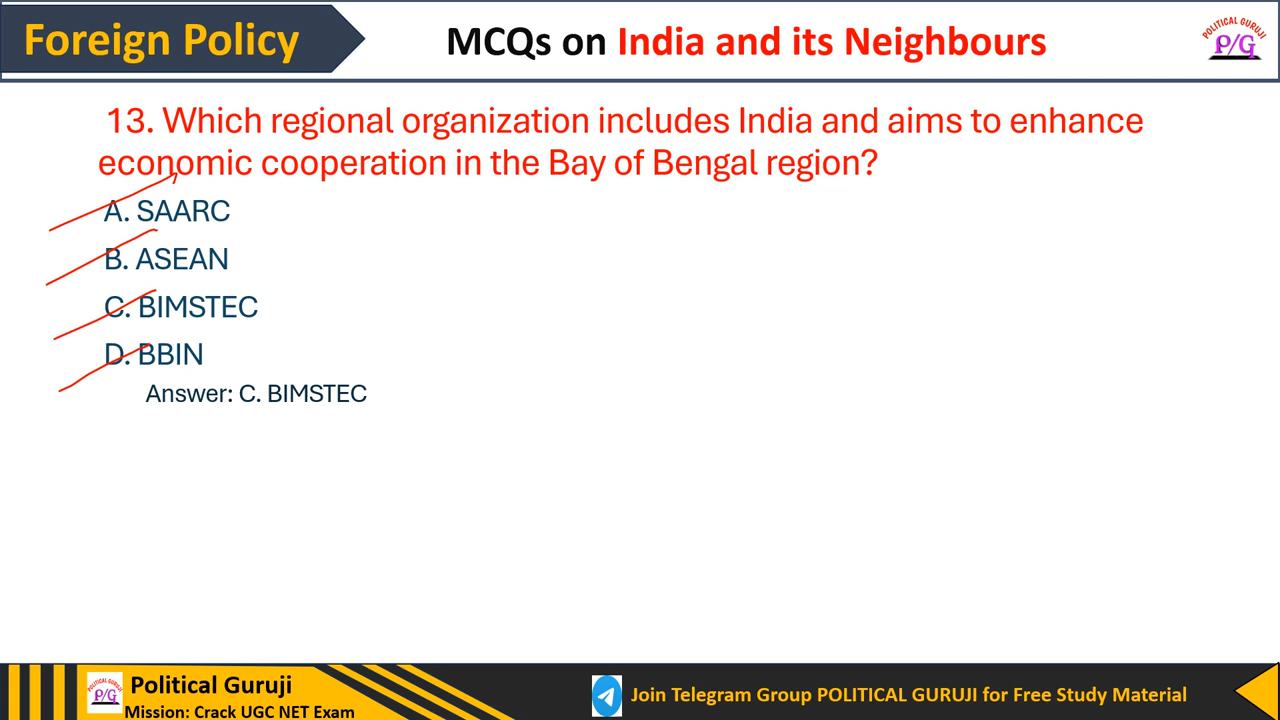 Foreign Policy
MCQs on India and its Neighbours
POLITICAL GURUJI
P/G
13. Which regional organization includes India and aims to enhance
economic cooperation in the Bay of Bengal region?
A. SAARC
B. ASEAN
C. BIMSTEC
D. BBIN
Answer: C. BIMSTEC
POLITICAL GURUJI
P/G
Political Guruji
Mission: Crack UGC NET Exam
Join Telegram Group POLITICAL GURUJI for Free Study Material